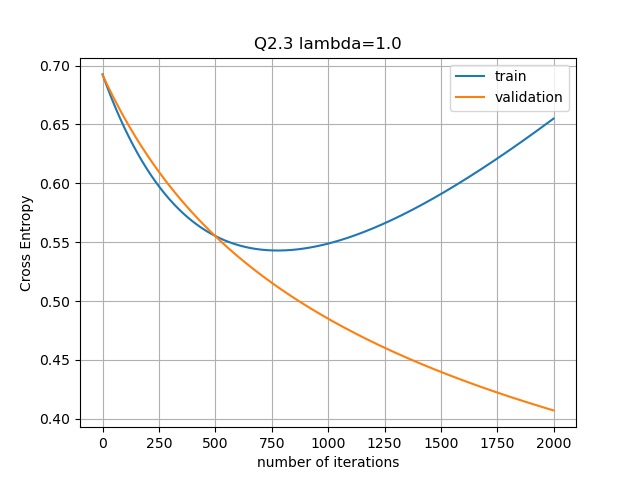 Q2.3 lambda=1.0
train
validation
Cross Entropy
0.70
0.65
0.60
0.55
0.50
0.45
0.40
0 250 500 750 1000 1250 1500 1750 2000
number of iterations